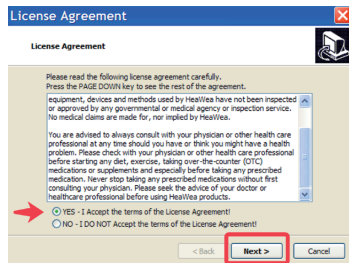 License Agreement
License Agreement
Please read the following license agreement carefully.
Press the PAGE DOWN key to see the rest of the agreement.
equipment, devices and methods used by HeaWea have not been inspected
or approved by any governmental or medical agency or inspection service.
No medical claims are made for, nor implied by HeaWea.
You are advised to always consult with your physician or other health care
professional at any time should you have or think you might have a health
problem. Please check with your physician or other health care professional
before starting any diet, exercise, taking over-the-counter (OTC)
medications or supplements and especially before taking any prescribed
medication. Never stop taking any prescribed medications without first
consulting your physician. Please seek the advice of your doctor or
healthcare professional before using HeaWea products.
YES - I Accept the terms of the License Agreement!
NO - I DO NOT Accept the terms of the License Agreement!
< Back Next > Cancel